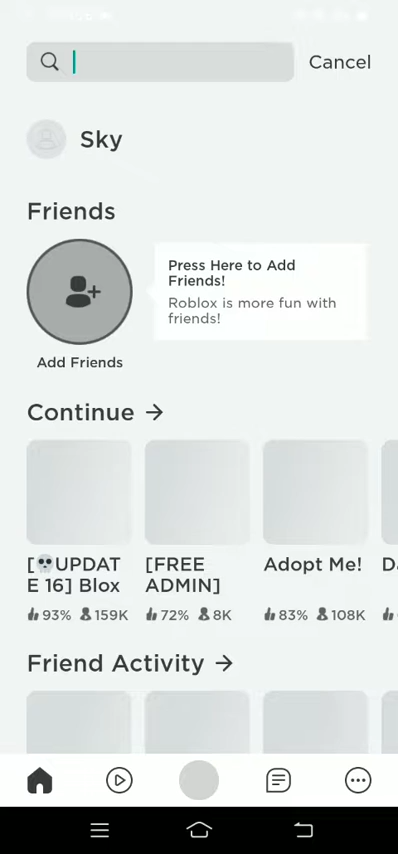 Cancel
Sky
Friends
Press Here to Add
Friends!
Roblox is more fun with
friends!
Add Friends
Continue →
[💀UPDAT
E 16] Blox
93% 159K
[FREE
ADMIN]
72% 8K
Adopt Me!
83% 108K
Friend Activity →